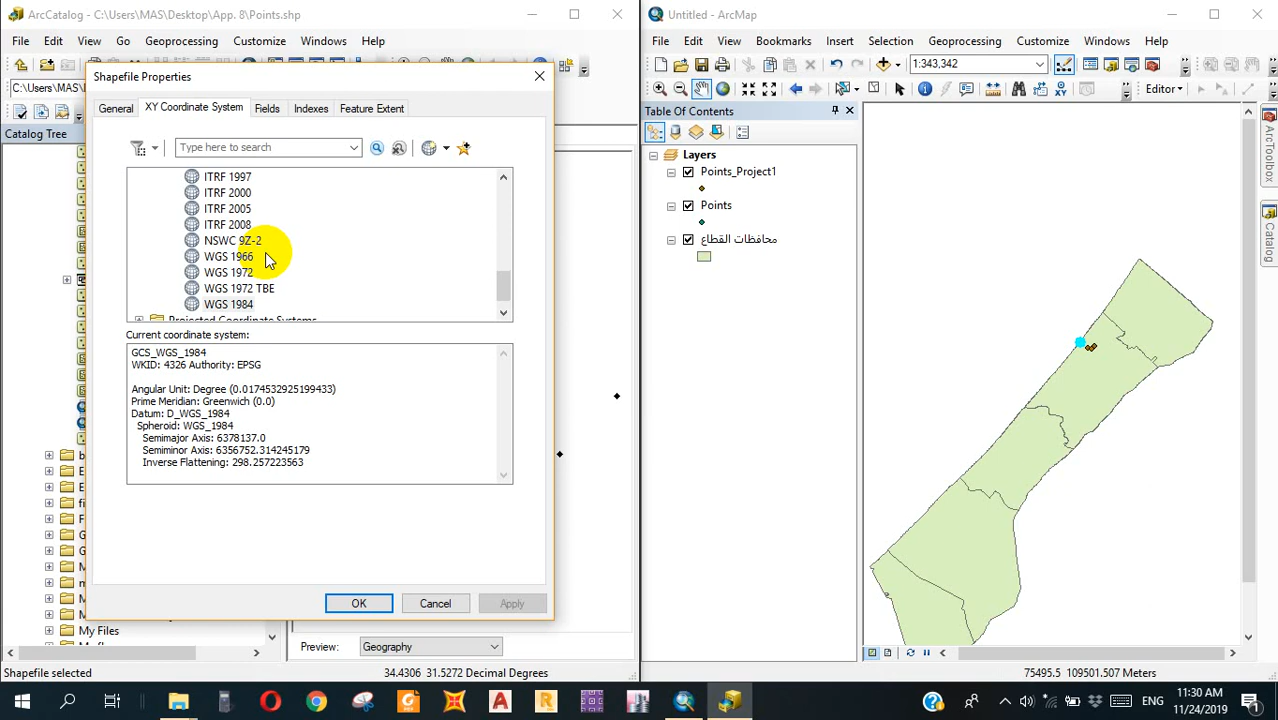 ArcCatalog - C:\Users\MAS\Desktop\App. 8\Points.shp
File Edit View Go Geoprocessing Customize Windows Help
C:\Users\MAS
Catalog Tree
Shapefile Properties
General XY Coordinate System Fields Indexes Feature Extent
Type here to search
ITRF 1997
ITRF 2000
ITRF 2005
ITRF 2008
NSWC 9Z-2
WGS 1966
WGS 1972
WGS 1972 TBE
WGS 1984
Projected Coordinate Systems
Current coordinate system:
GCS_WGS_1984
WKID: 4326 Authority: EPSG
Angular Unit: Degree (0.0174532925199433)
Prime Meridian: Greenwich (0.0)
Datum: D_WGS_1984
Spheroid: WGS_1984
Semimajor Axis: 6378137.0
Semiminor Axis: 6356752.314245179
Inverse Flattening: 298.257223563
OK Cancel Apply
My Files
Preview: Geography
Shapefile selected
34.4306 31.5272 Decimal Degrees
Untitled - ArcMap
File Edit View Bookmarks Insert Selection Geoprocessing Customize Windows Help
1:343,342
Editor
Table Of Contents
Layers
Points_Project1
Points
محافظات القطاع
ArcToolbox
Catalog
75495.5 109501.507 Meters
ENG
11:30 AM
11/24/2019